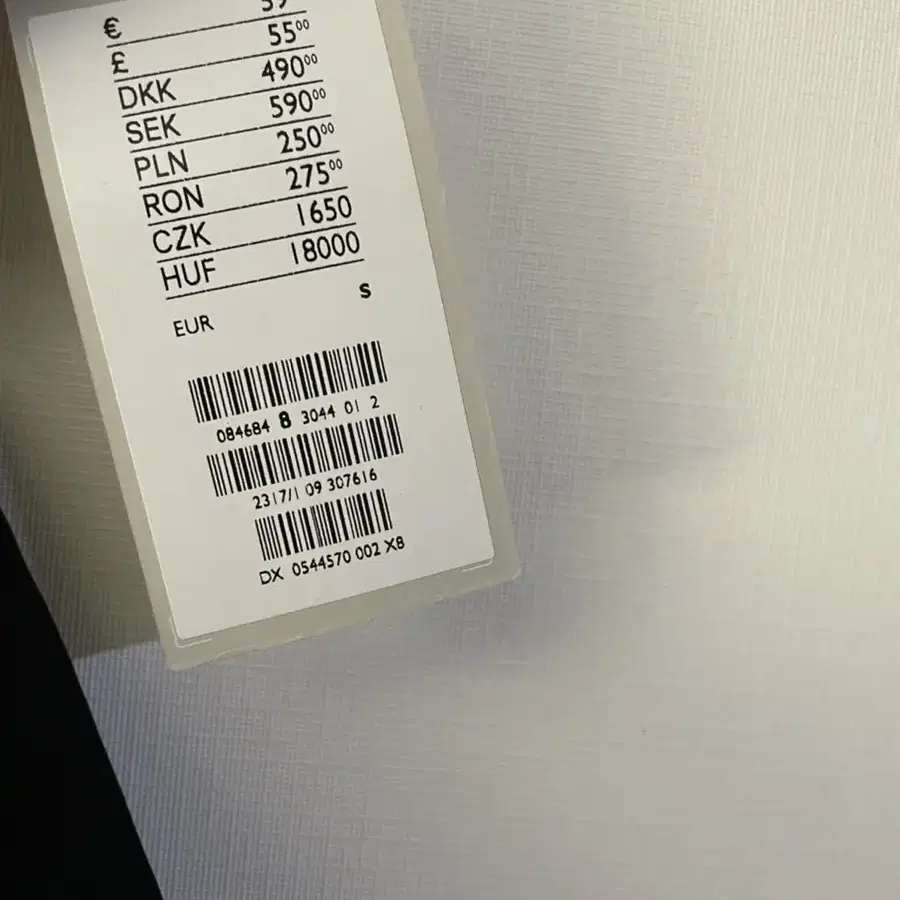 €
£ 55⁰⁰
DKK 490⁰⁰
SEK 590⁰⁰
PLN 250⁰⁰
RON 275⁰⁰
CZK 1650
HUF 18000
S
EUR
084684 8 3044 01 2
2317/1 09 307616
DX 0544570 002 X8